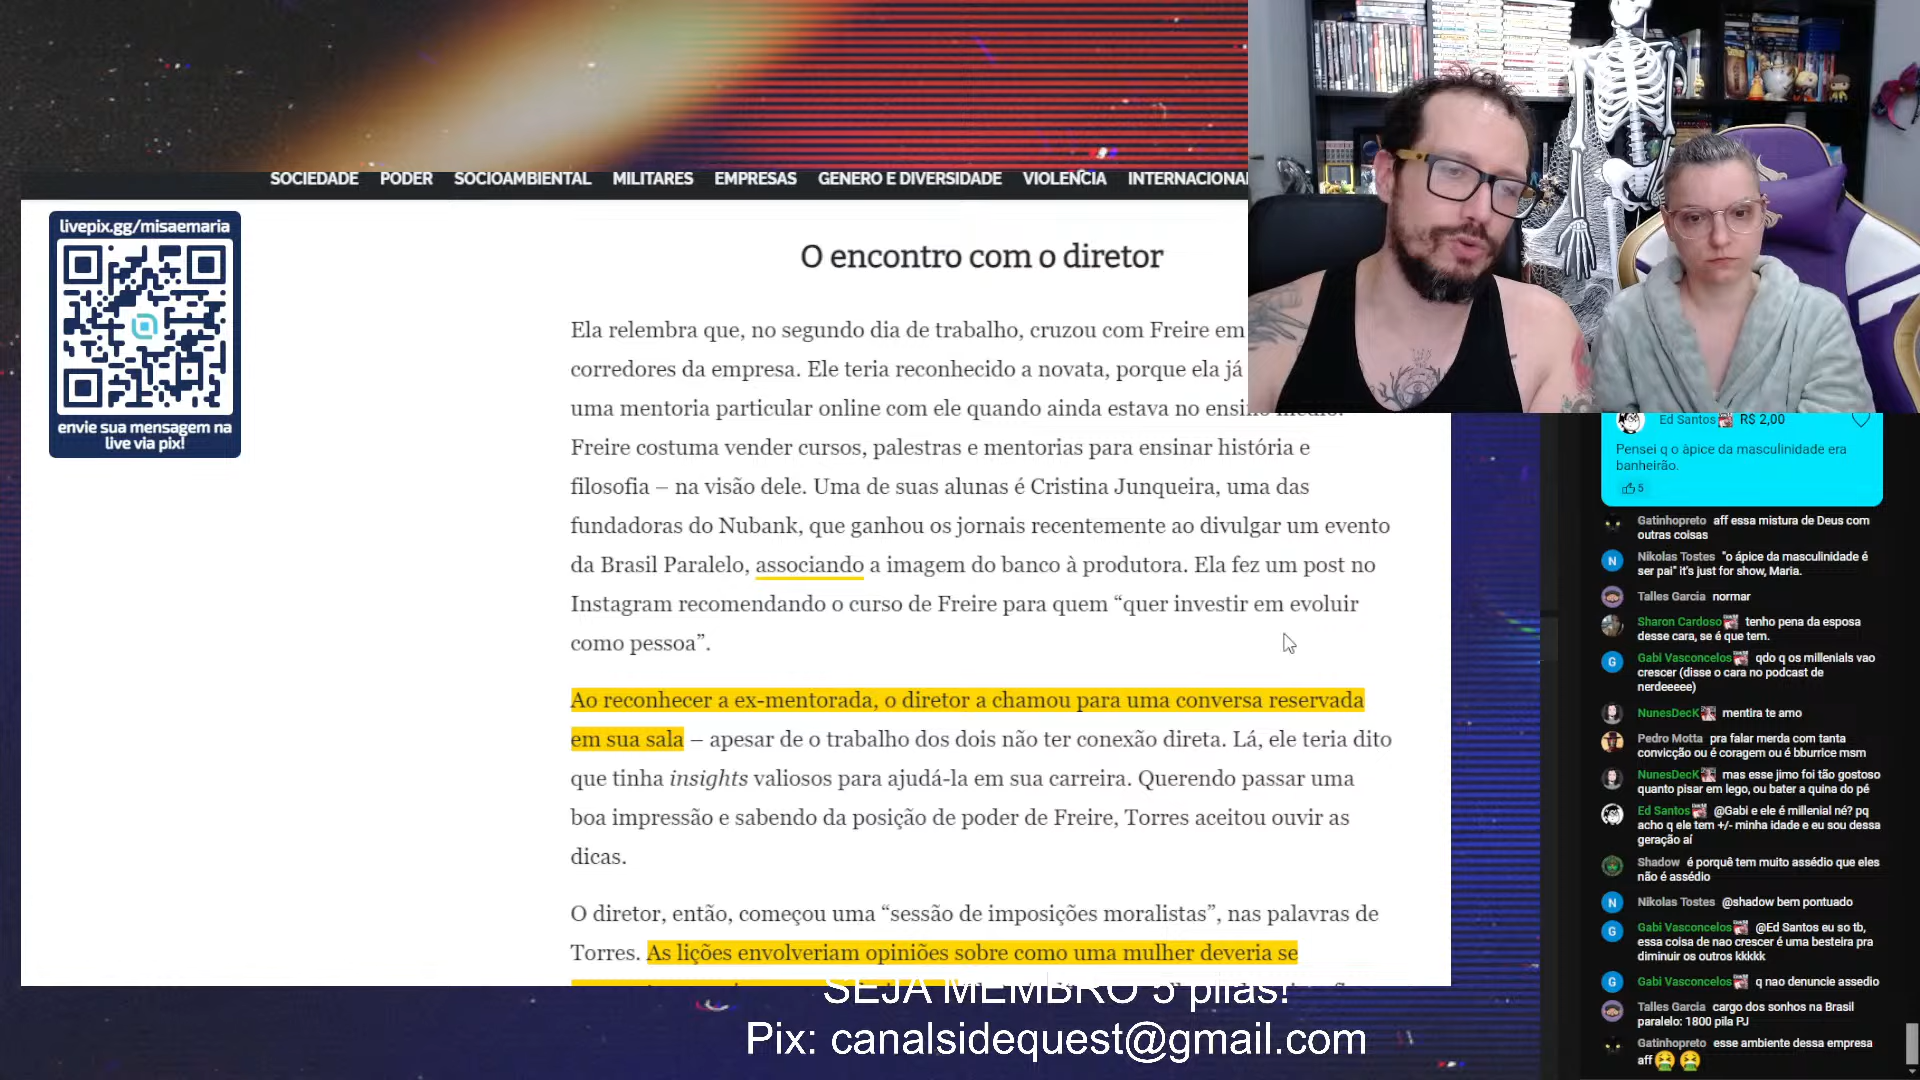 SOCIEDADE PODER SOCIOAMBIENTAL MILITARES EMPRESAS GENERO E DIVERSIDADE VIOLENCIA INTERNACIONAL
livepix.gg/misaemaria
envie sua mensagem na
live via pix!
O encontro com o diretor
Ela relembra que, no segundo dia de trabalho, cruzou com Freire em
corredores da empresa. Ele teria reconhecido a novata, porque ela já
uma mentoria particular online com ele quando ainda estava no ensino médio.
Freire costuma vender cursos, palestras e mentorias para ensinar história e
filosofia – na visão dele. Uma de suas alunas é Cristina Junqueira, uma das
fundadoras do Nubank, que ganhou os jornais recentemente ao divulgar um evento
da Brasil Paralelo, associando a imagem do banco à produtora. Ela fez um post no
Instagram recomendando o curso de Freire para quem “quer investir em evoluir
como pessoa”.
Ao reconhecer a ex-mentorada, o diretor a chamou para uma conversa reservada
em sua sala – apesar de o trabalho dos dois não ter conexão direta. Lá, ele teria dito
que tinha insights valiosos para ajudá-la em sua carreira. Querendo passar uma
boa impressão e sabendo da posição de poder de Freire, Torres aceitou ouvir as
dicas.
O diretor, então, começou uma “sessão de imposições moralistas”, nas palavras de
Torres. As lições envolveriam opiniões sobre como uma mulher deveria se
SEJA MEMBRO 5 pilas!
Pix: canalsidequest@gmail.com
Ed Santos R$ 2,00
Pensei q o ápice da masculinidade era
banheirão.
5
Gatinhopreto aff essa mistura de Deus com
outras coisas
Nikolas Tostes "o ápice da masculinidade é
ser pai" it's just for show, Maria.
Talles Garcia normar
Sharon Cardoso tenho pena da esposa
desse cara, se é que tem.
Gabi Vasconcelos qdo q os millenials vao
crescer (disse o cara no podcast de
nerdeeeee)
NunesDecK mentira te amo
Pedro Motta pra falar merda com tanta
convicção ou é coragem ou é bburrice msm
NunesDecK mas esse jimo foi tão gostoso
quanto pisar em lego, ou bater a quina do pé
Ed Santos @Gabi e ele é millenial né? pq
acho q ele tem +/- minha idade e eu sou dessa
geração aí
Shadow é porquê tem muito assédio que eles
não é assédio
Nikolas Tostes @shadow bem pontuado
Gabi Vasconcelos @Ed Santos eu so tb,
essa coisa de nao crescer é uma besteira pra
diminuir os outros kkkkk
Gabi Vasconcelos q nao denuncie assedio
Talles Garcia cargo dos sonhos na Brasil
paralelo: 1800 pila PJ
Gatinhopreto esse ambiente dessa empresa
aff